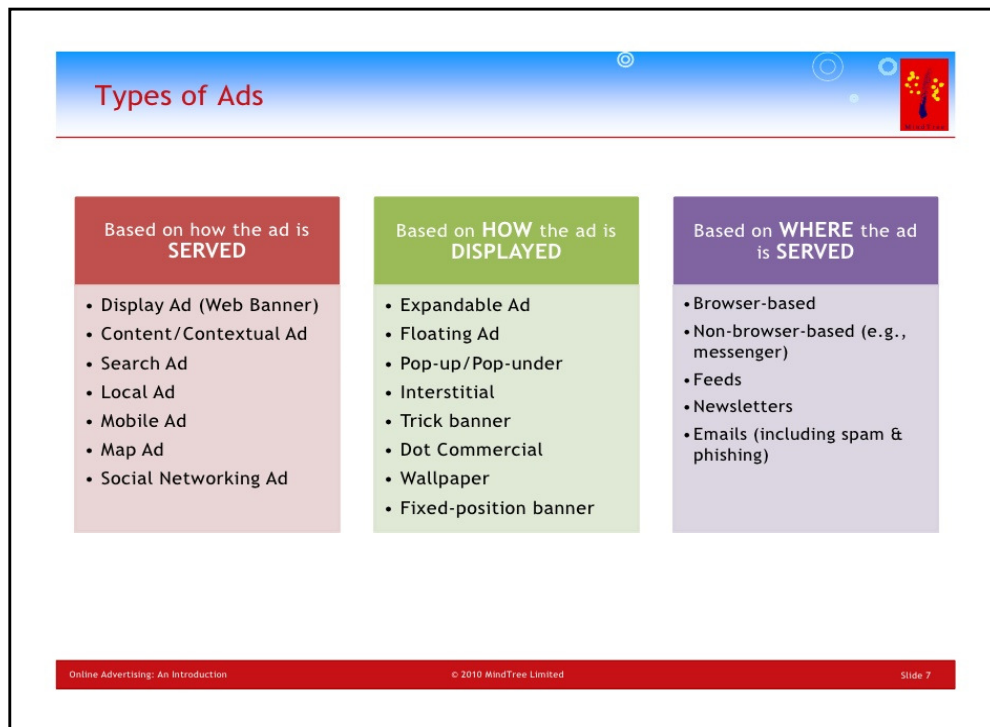 Types of Ads
MindTree
Based on how the ad is
SERVED
• Display Ad (Web Banner)
• Content/Contextual Ad
• Search Ad
• Local Ad
• Mobile Ad
• Map Ad
• Social Networking Ad
Based on HOW the ad is
DISPLAYED
• Expandable Ad
• Floating Ad
• Pop-up/Pop-under
• Interstitial
• Trick banner
• Dot Commercial
• Wallpaper
• Fixed-position banner
Based on WHERE the ad
is SERVED
• Browser-based
• Non-browser-based (e.g.,
messenger)
• Feeds
• Newsletters
• Emails (including spam &
phishing)
Online Advertising: An Introduction
© 2010 MindTree Limited
Slide 7